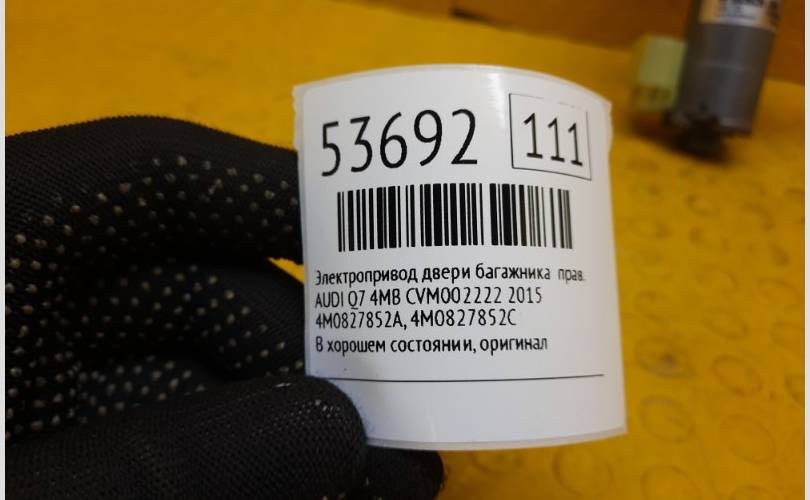 53692 111
Электропривод двери багажника прав.
AUDI Q7 4MB CVM002222 2015
4M0827852A, 4M0827852C
В хорошем состоянии, оригинал